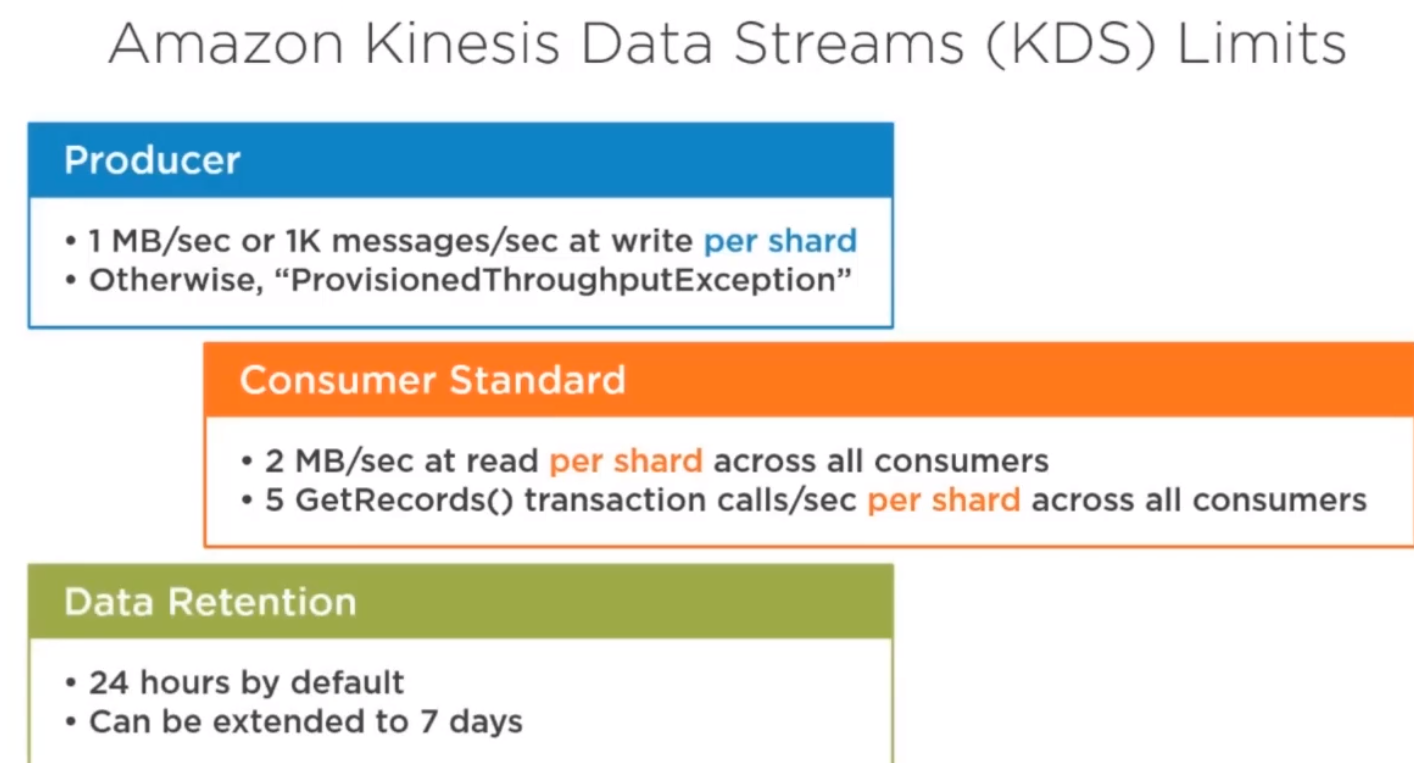 Amazon Kinesis Data Streams (KDS) Limits
Producer
• 1 MB/sec or 1K messages/sec at write per shard
• Otherwise, “ProvisionedThroughputException”
Consumer Standard
• 2 MB/sec at read per shard across all consumers
• 5 GetRecords() transaction calls/sec per shard across all consumers
Data Retention
• 24 hours by default
• Can be extended to 7 days